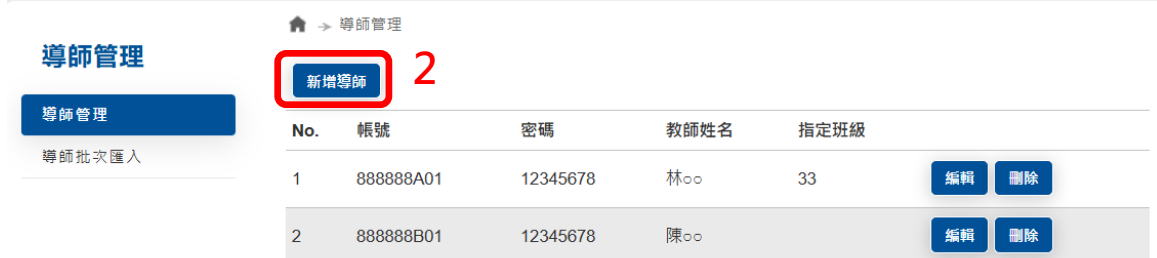 導師管理
導師管理
導師批次匯入
導師管理
新增導師
2
No. 帳號 密碼 教師姓名 指定班級
1 888888A01 12345678 林○○ 33 編輯 刪除
2 888888B01 12345678 陳○○ 編輯 刪除